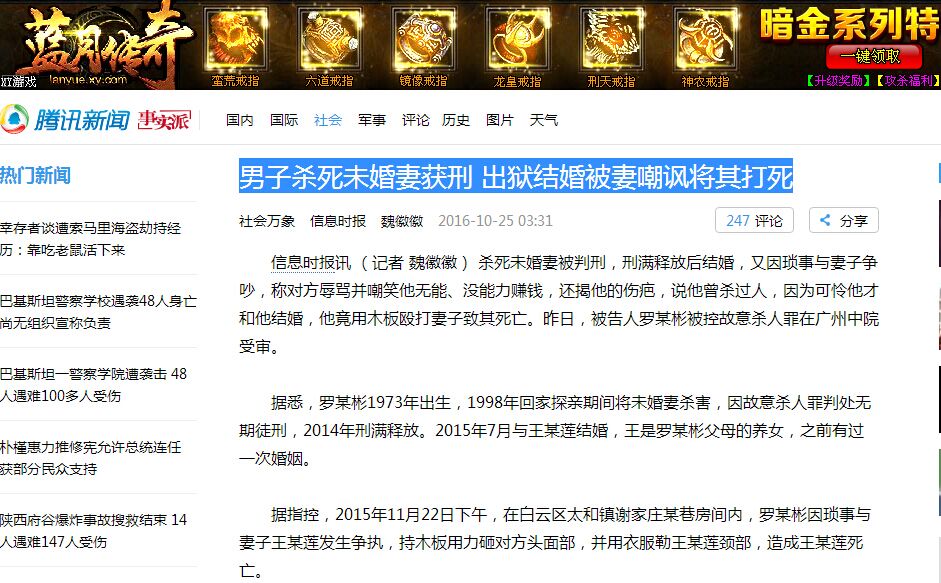 蓝月传奇
XY游戏
lanyue.xy.com
蛮荒戒指 六道戒指 镜像戒指 龙皇戒指 刑天戒指 神农戒指
暗金系列特
一键领取
【升级奖励】【攻杀福利】
腾讯新闻 事实派
国内 国际 社会 军事 评论 历史 图片 天气
热门新闻
幸存者谈遭索马里海盗劫持经
历：靠吃老鼠活下来
巴基斯坦警察学校遇袭48人身亡
尚无组织宣称负责
巴基斯坦一警察学院遭袭击 48
人遇难100多人受伤
朴槿惠力推修宪允许总统连任
获部分民众支持
陕西府谷爆炸事故搜救结束 14
人遇难147人受伤
男子杀死未婚妻获刑 出狱结婚被妻嘲讽将其打死
社会万象 信息时报 魏徽徽 2016-10-25 03:31
247 评论 分享
信息时报讯（记者 魏徽徽 ）杀死未婚妻被判刑，刑满释放后结婚，又因琐事与妻子争
吵，称对方辱骂并嘲笑他无能、没能力赚钱，还揭他的伤疤，说他曾杀过人，因为可怜他才
和他结婚，他竟用木板殴打妻子致其死亡。昨日，被告人罗某彬被控故意杀人罪在广州中院
受审。
据悉，罗某彬1973年出生，1998年回家探亲期间将未婚妻杀害，因故意杀人罪判处无
期徒刑，2014年刑满释放。2015年7月与王某莲结婚，王是罗某彬父母的养女，之前有过
一次婚姻。
据指控，2015年11月22日下午，在白云区太和镇谢家庄某巷房间内，罗某彬因琐事与
妻子王某莲发生争执，持木板用力砸对方头面部，并用衣服勒王某莲颈部，造成王某莲死
亡。